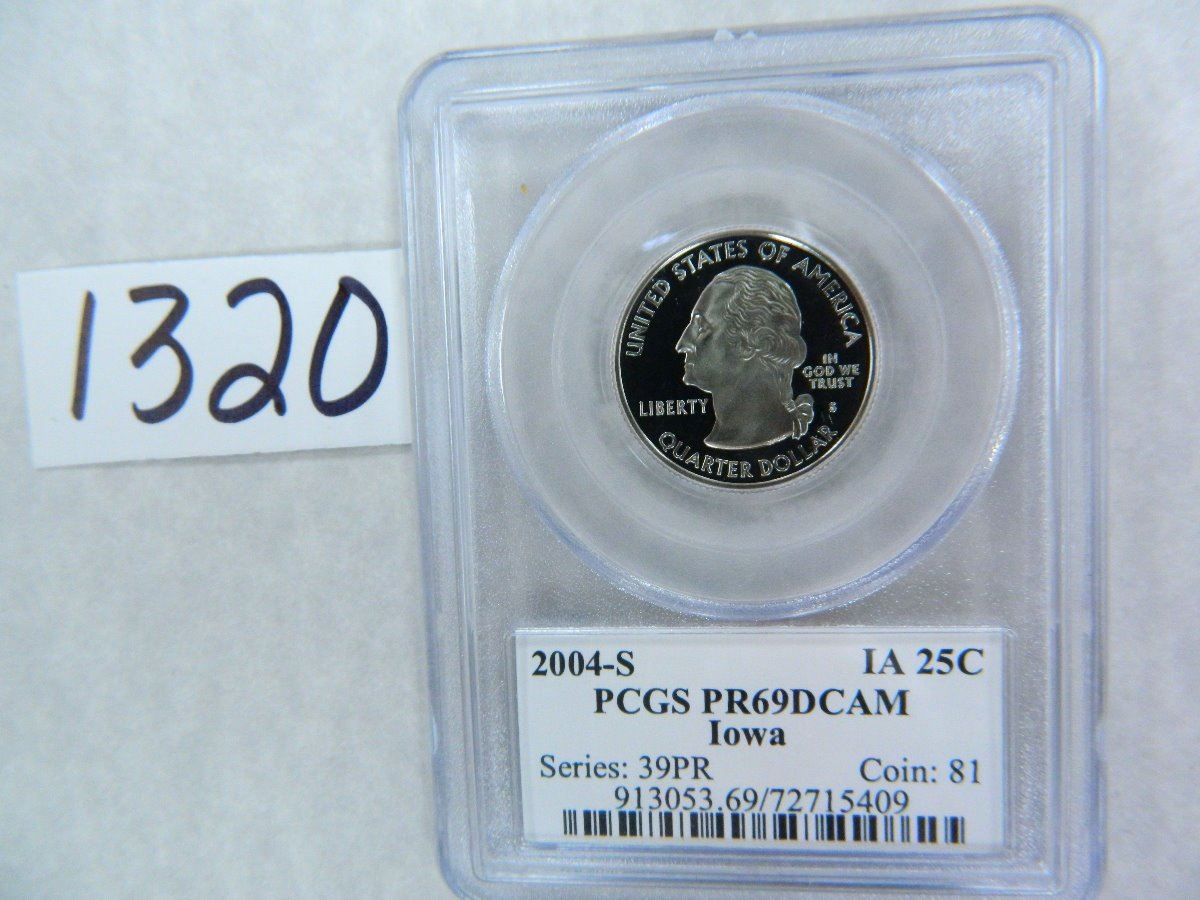 1320
UNITED STATES OF AMERICA
IN
GOD WE
TRUST
LIBERTY
S
QUARTER DOLLAR
2004-S IA 25C
PCGS PR69DCAM
Iowa
Series: 39PR Coin: 81
913053.69/72715409